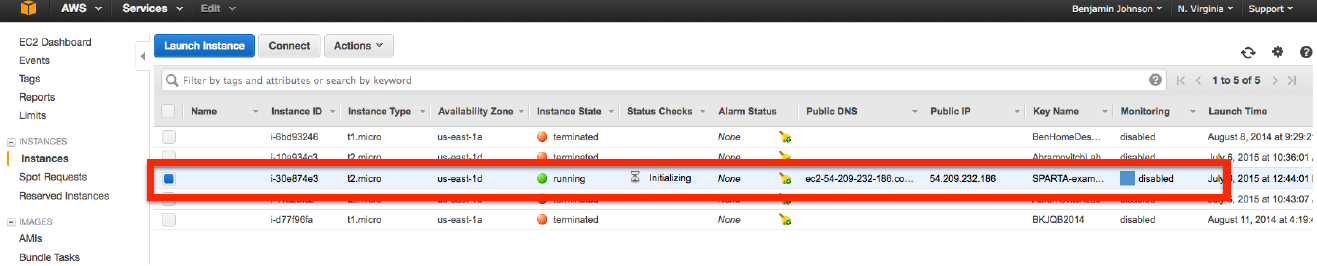 AWS Services Edit Benjamin Johnson N. Virginia Support
EC2 Dashboard
Events
Tags
Reports
Limits
INSTANCES
Instances
Spot Requests
Reserved Instances
IMAGES
AMIs
Bundle Tasks
Launch Instance Connect Actions
Filter by tags and attributes or search by keyword 1 to 5 of 5
Name Instance ID Instance Type Availability Zone Instance State Status Checks Alarm Status Public DNS Public IP Key Name Monitoring Launch Time
i-6bd93246 t1.micro us-east-1a terminated None BenHomeDes... disabled August 8, 2014 at 9:29:2
i-10a934c3 t2.micro us-east-1d terminated None AbramovitchLab disabled July 6, 2015 at 10:36:01
i-30e874e3 t2.micro us-east-1d running Initializing None ec2-54-209-232-186.co... 54.209.232.186 SPARTA-exam... disabled July 6, 2015 at 12:44:01
us-east-1d terminated None disabled 2015 at 10:43:07
i-d77f96fa t1.micro us-east-1a terminated None BKJQB2014 disabled August 11, 2014 at 4:19:4